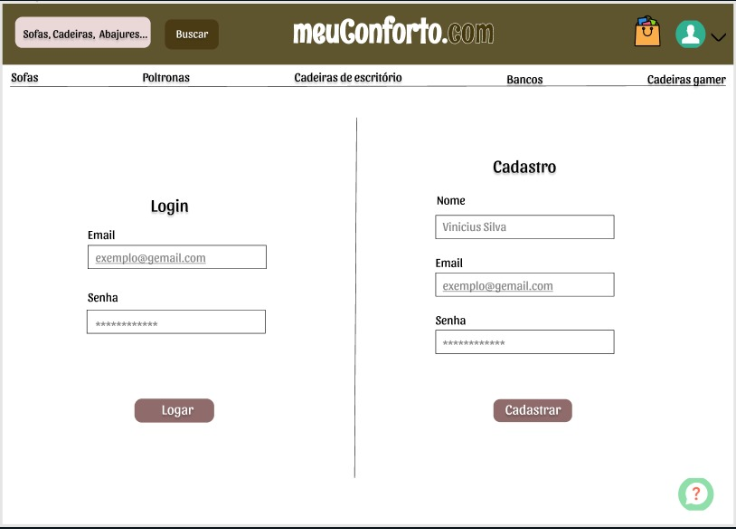 Sofas, Cadeiras, Abajures...
Buscar
meuConforto.com
Sofas
Poltronas
Cadeiras de escritório
Bancos
Cadeiras gamer
Login
Email
exemplo@gemail.com
Senha
************
Logar
Cadastro
Nome
Vinicius Silva
Email
exemplo@gemail.com
Senha
************
Cadastrar
?